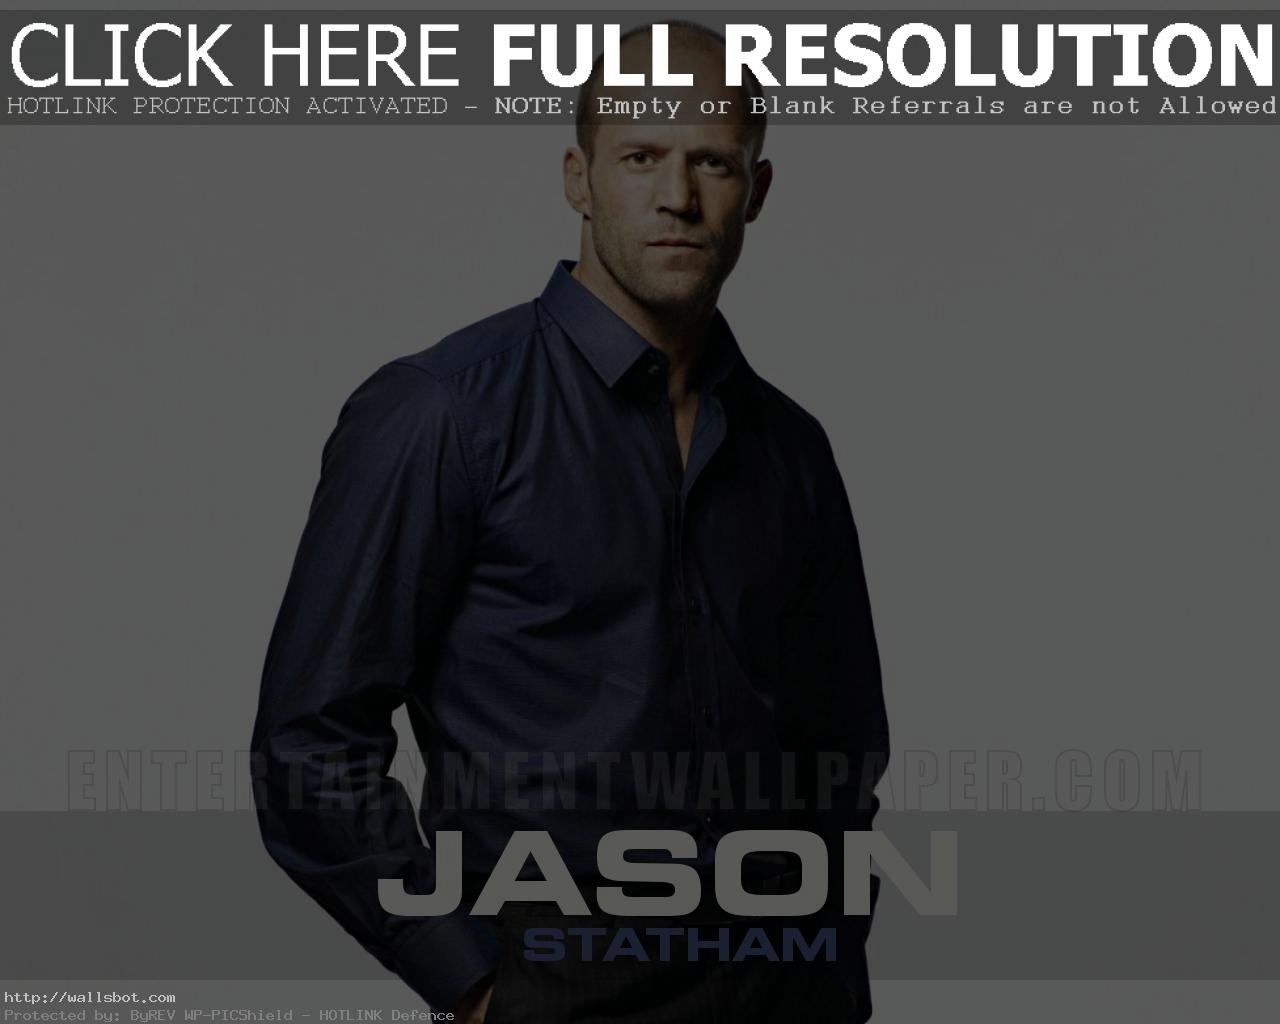 CLICK HERE FULL RESOLUTION
HOTLINK PROTECTION ACTIVATED - NOTE: Empty or Blank Referrals are not Allowed
ENTERTAINMENTWALLPAPER.COM
JASON
STATHAM
http://wallsbot.com
Protected by: ByREV WP-PICShield - HOTLINK Defence